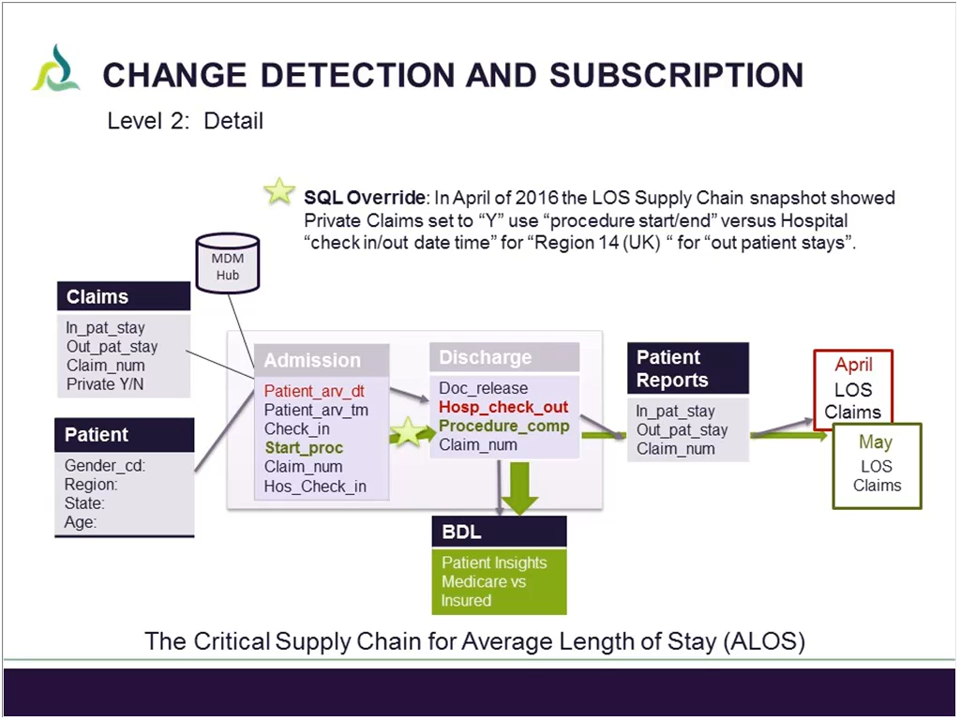 CHANGE DETECTION AND SUBSCRIPTION
Level 2: Detail
SQL Override: In April of 2016 the LOS Supply Chain snapshot showed
Private Claims set to “Y” use “procedure start/end” versus Hospital
“check in/out date time” for “Region 14 (UK) “ for “out patient stays”.
MDM
Hub
Claims
In_pat_stay
Out_pat_stay
Claim_num
Private Y/N
Patient
Gender_cd:
Region:
State:
Age:
Admission
Patient_arv_dt
Patient_arv_tm
Check_in
Start_proc
Claim_num
Hos_Check_in
Discharge
Doc_release
Hosp_check_out
Procedure_comp
Claim_num
BDL
Patient Insights
Medicare vs
Insured
Patient
Reports
In_pat_stay
Out_pat_stay
Claim_num
April
LOS
Claims
May
LOS
Claims
The Critical Supply Chain for Average Length of Stay (ALOS)